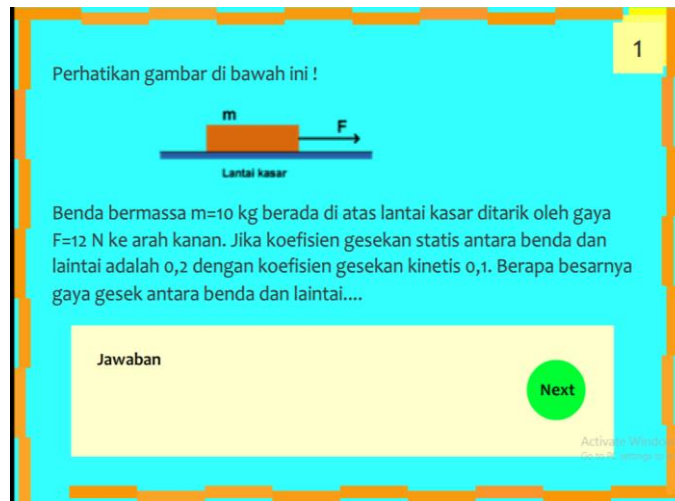 1
Perhatikan gambar di bawah ini !
m
F
Lantai kasar
Benda bermassa m=10 kg berada di atas lantai kasar ditarik oleh gaya
F=12 N ke arah kanan. Jika koefisien gesekan statis antara benda dan
laintai adalah 0,2 dengan koefisien gesekan kinetis 0,1. Berapa besarnya
gaya gesek antara benda dan laintai....
Jawaban
Next
Activate Windo